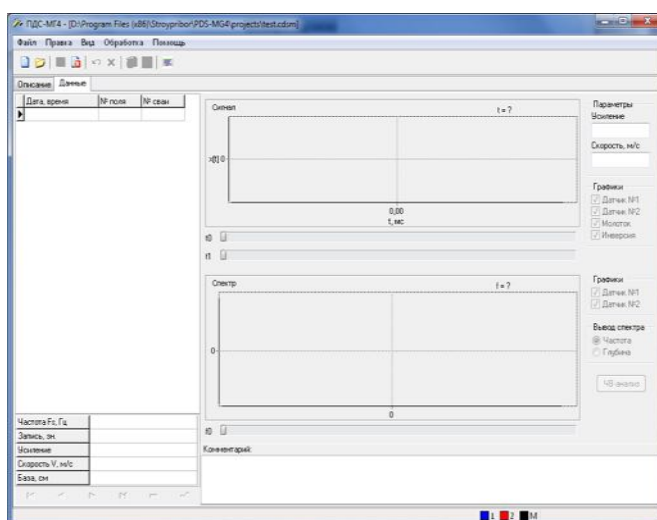 ПДС-МГ4 - [D:\Program Files (x86)\Stroypribor\PDS-MG4\projects\test.cdsm]
Файл Правка Вид Обработка Помощь
Описание Данные
Дата, время № поля № сваи
Сигнал t = ?
x(t) 0
0,00
t, мс
t0
t1
Спектр f = ?
0
0
f0
Параметры
Усиление
Скорость, м/с
Графики
Датчик №1
Датчик №2
Молоток
Инверсия
Графики
Датчик №1
Датчик №2
Вывод спектра
Частота
Глубина
ЧВ-анализ
Частота Fs, Гц
Запись, зн.
Усиление
Скорость V, м/с
База, см
Комментарий:
1 2 М